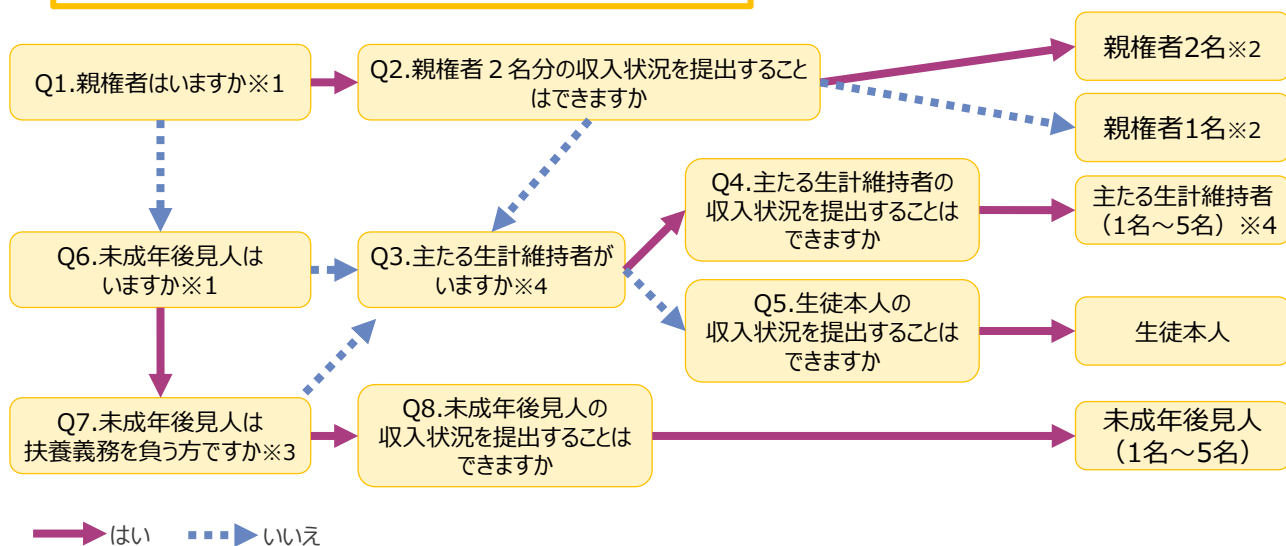 Q1.親権者はいますか※1
Q2.親権者２名分の収入状況を提出すること
はできますか
親権者2名※2
親権者1名※2
Q4.主たる生計維持者の
収入状況を提出することは
できますか
主たる生計維持者
（1名～5名）※4
Q6.未成年後見人は
いますか※1
Q3.主たる生計維持者が
いますか※4
Q5.生徒本人の
収入状況を提出することは
できますか
生徒本人
Q7.未成年後見人は
扶養義務を負う方ですか※3
Q8.未成年後見人の
収入状況を提出することは
できますか
未成年後見人
（1名～5名）
はい
いいえ